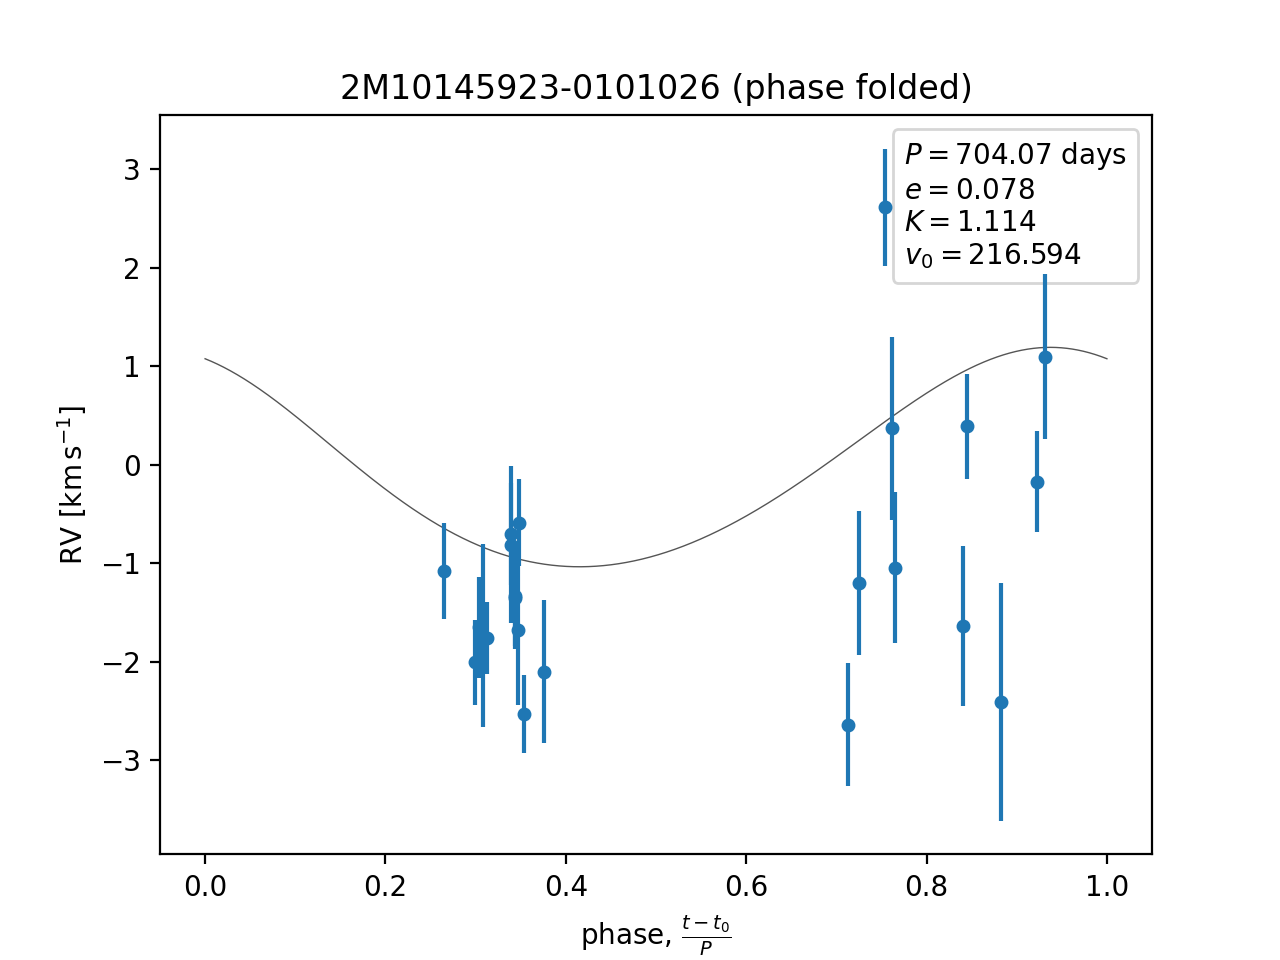 2M10145923-0101026 (phase folded)
P = 704.07 days
e = 0.078
K = 1.114
v₀ = 216.594
3
2
1
0
−1
−2
−3
RV [km s⁻¹]
0.0 0.2 0.4 0.6 0.8 1.0
phase, (t − t₀)/P